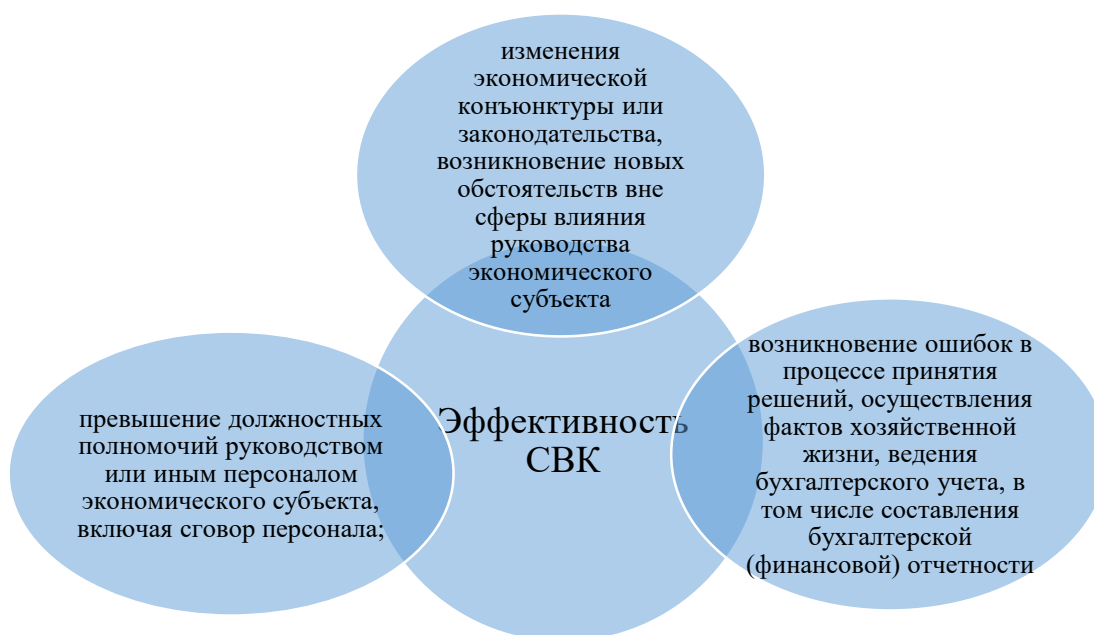 изменения
экономической
конъюнктуры или
законодательства,
возникновение новых
обстоятельств вне
сферы влияния
руководства
экономического
субъекта
возникновение ошибок в
процессе принятия
решений, осуществления
фактов хозяйственной
жизни, ведения
бухгалтерского учета, в
том числе составления
бухгалтерской
(финансовой) отчетности
превышение должностных
полномочий руководством
или иным персоналом
экономического субъекта,
включая сговор персонала;
Эффективность
СВК